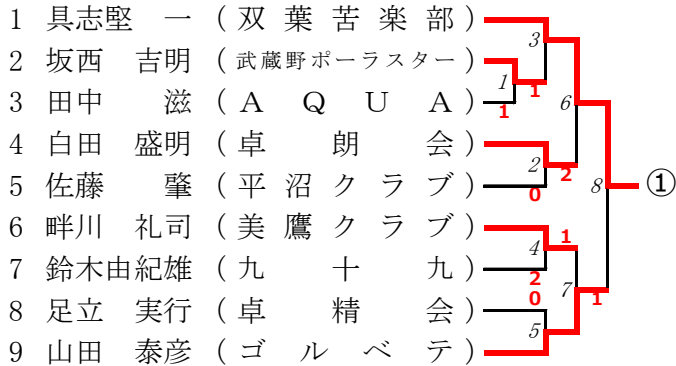 1 具志堅 一 (双葉苦楽部)
2 坂西 吉明 (武蔵野ポーラスター)
3 田中 滋 (AQUA)
4 白田 盛明 (卓朗会)
5 佐藤 肇 (平沼クラブ)
6 畔川 礼司 (美鷹クラブ)
7 鈴木由紀雄 (九十九)
8 足立 実行 (卓精会)
9 山田 泰彦 (ゴルベテ)
3
1
1
1
6
2
2
0
8
①
4
1
2
0
7
1
5